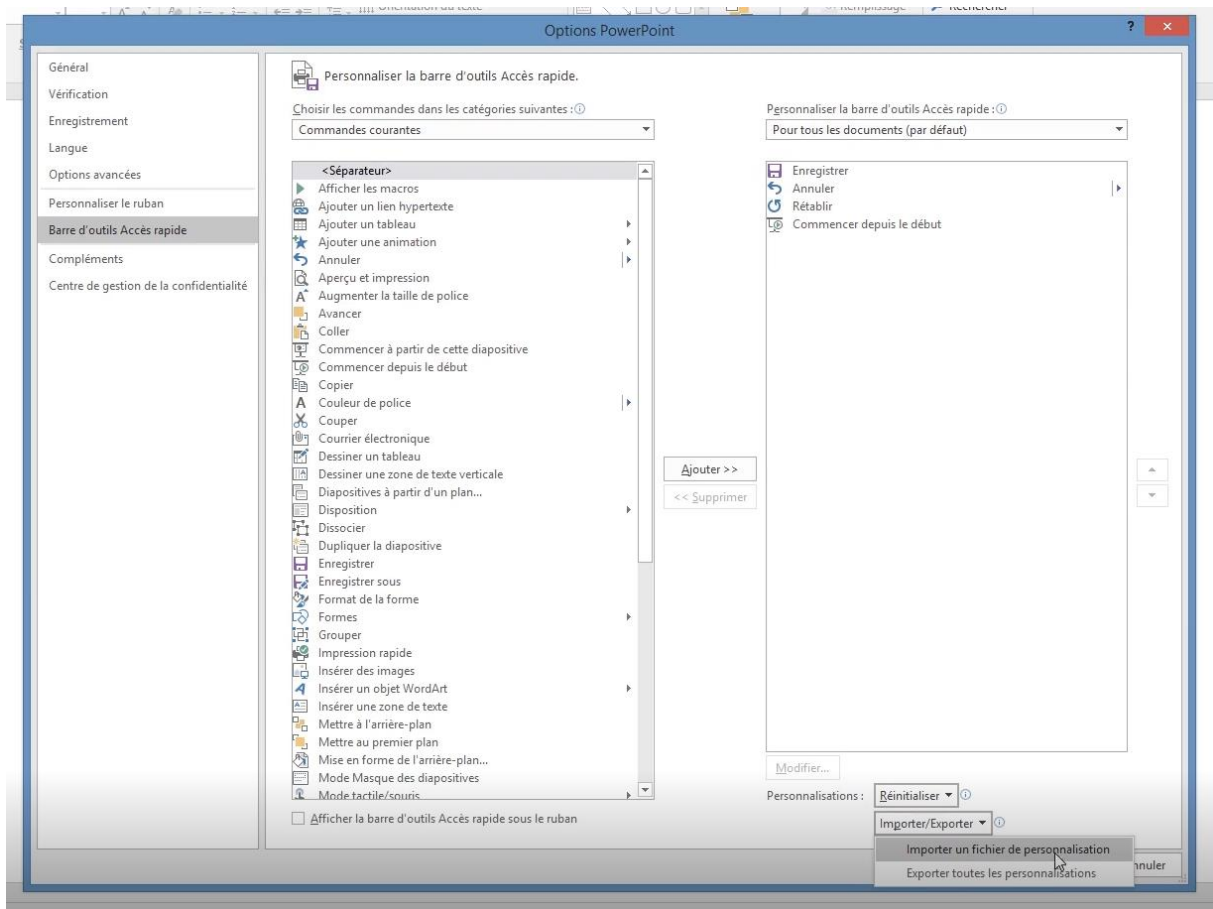 Orientation du texte
Remplissage
Rechercher
Options PowerPoint
?
Général
Vérification
Enregistrement
Langue
Options avancées
Personnaliser le ruban
Barre d'outils Accès rapide
Compléments
Centre de gestion de la confidentialité
Personnaliser la barre d'outils Accès rapide.
Choisir les commandes dans les catégories suivantes :
Commandes courantes
<Séparateur>
Afficher les macros
Ajouter un lien hypertexte
Ajouter un tableau
Ajouter une animation
Annuler
Aperçu et impression
Augmenter la taille de police
Avancer
Coller
Commencer à partir de cette diapositive
Commencer depuis le début
Copier
Couleur de police
Couper
Courrier électronique
Dessiner un tableau
Dessiner une zone de texte verticale
Diapositives à partir d'un plan...
Disposition
Dissocier
Dupliquer la diapositive
Enregistrer
Enregistrer sous
Format de la forme
Formes
Grouper
Impression rapide
Insérer des images
Insérer un objet WordArt
Insérer une zone de texte
Mettre à l'arrière-plan
Mettre au premier plan
Mise en forme de l'arrière-plan...
Mode Masque des diapositives
Mode tactile/souris
Afficher la barre d'outils Accès rapide sous le ruban
Ajouter >>
<< Supprimer
Personnaliser la barre d'outils Accès rapide :
Pour tous les documents (par défaut)
Enregistrer
Annuler
Rétablir
Commencer depuis le début
Modifier...
Personnalisations :
Réinitialiser
Importer/Exporter
Importer un fichier de personnalisation
Exporter toutes les personnalisations
nnuler